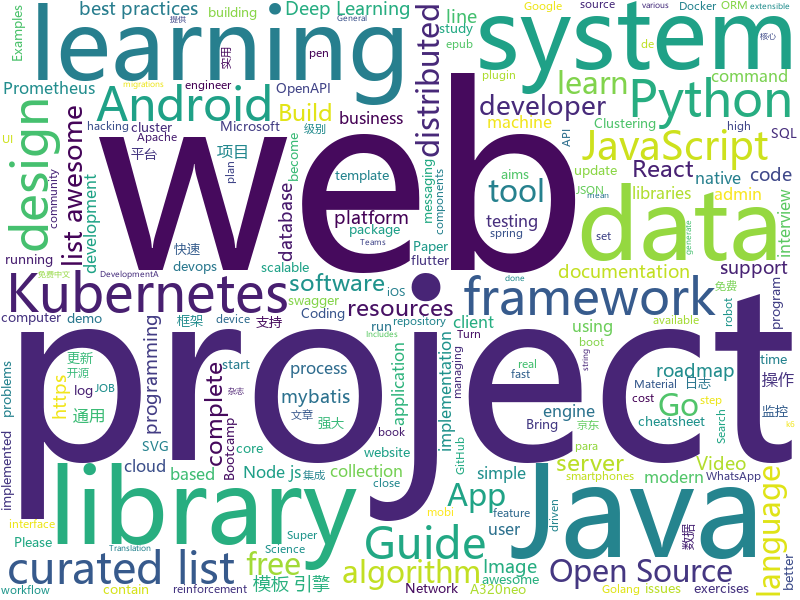 learning
system
best practices
Deep Learning
line
study
epub
提供
General
Google
source
Docker
ORM
various
extensible
核心
Examples
building
实用
pen
plugin
de
migrations
Prometheus
Android
engineer
OpenAPI
Build
distributed
learn
command
Python
developer
machine
Clustering
high
SQL
hacking
cluster
Microsoft
级别
business
API
UI
design
list awesome
Apache
平台
项目
become
template
messaging
components
tool
aims
JavaScript
update
JSON
native
code
React
libraries
admin
interview
community
development
plan
database
platform
package
testing
spring
set
mean
generate
web
data
running
快速
devops
scalable
Teams
Paper
flutter
documentation
support
免费中文
DevelopmentA
software
iOS
swagger
Coding
resources
framework
免费
robot
program
Kubernetes
computer
demo
框架
device
支持
run
repository
client
using
boot
done
string
Includes
Turn
available
real
fast
managing
project
problems
更新
开源
log
JOB
https
通用
programming
start
process
mybatis
文章
强大
杂志
application
implementation
engine
Bring
GitHub
roadmap
Material
日志
time
操作
cost
step
Go
cheatsheet
监控
k6
implemented
complete
SVG
cloud
Bootcamp
core
book
website
para
Search
京东
library
based
Node js
集成
collection
close
WhatsApp
simple
feature
smartphones
server
Video
modern
language
Java
interface
Please
App
user
driven
数据
Guide
Super
Science
mobi
awesome
Image
A320neo
Golang
issues
better
curated list
Translation
free
模板 引擎
algorithm
Open Source
workflow
contain
reinforcement
Network
exercises